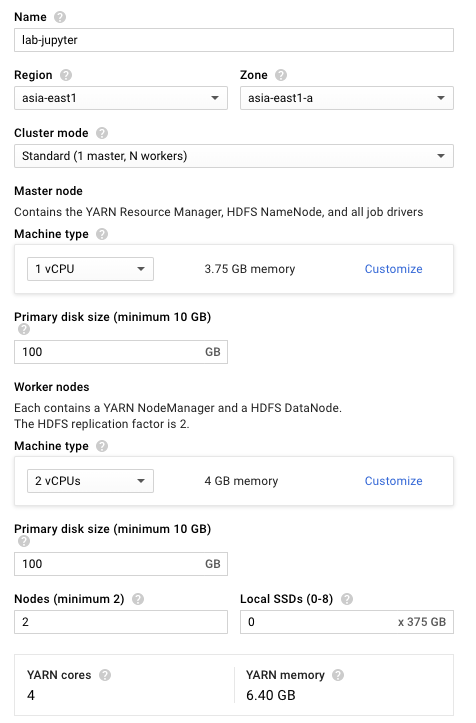 Name ?
lab-jupyter
Region ? Zone ?
asia-east1 asia-east1-a
Cluster mode ?
Standard (1 master, N workers)
Master node
Contains the YARN Resource Manager, HDFS NameNode, and all job drivers
Machine type ?
1 vCPU 3.75 GB memory Customize
Primary disk size (minimum 10 GB)
?
100 GB
Worker nodes
Each contains a YARN NodeManager and a HDFS DataNode.
The HDFS replication factor is 2.
Machine type ?
2 vCPUs 4 GB memory Customize
Primary disk size (minimum 10 GB)
?
100 GB
Nodes (minimum 2) ? Local SSDs (0-8) ?
2 0 x 375 GB
YARN cores ? YARN memory ?
4 6.40 GB